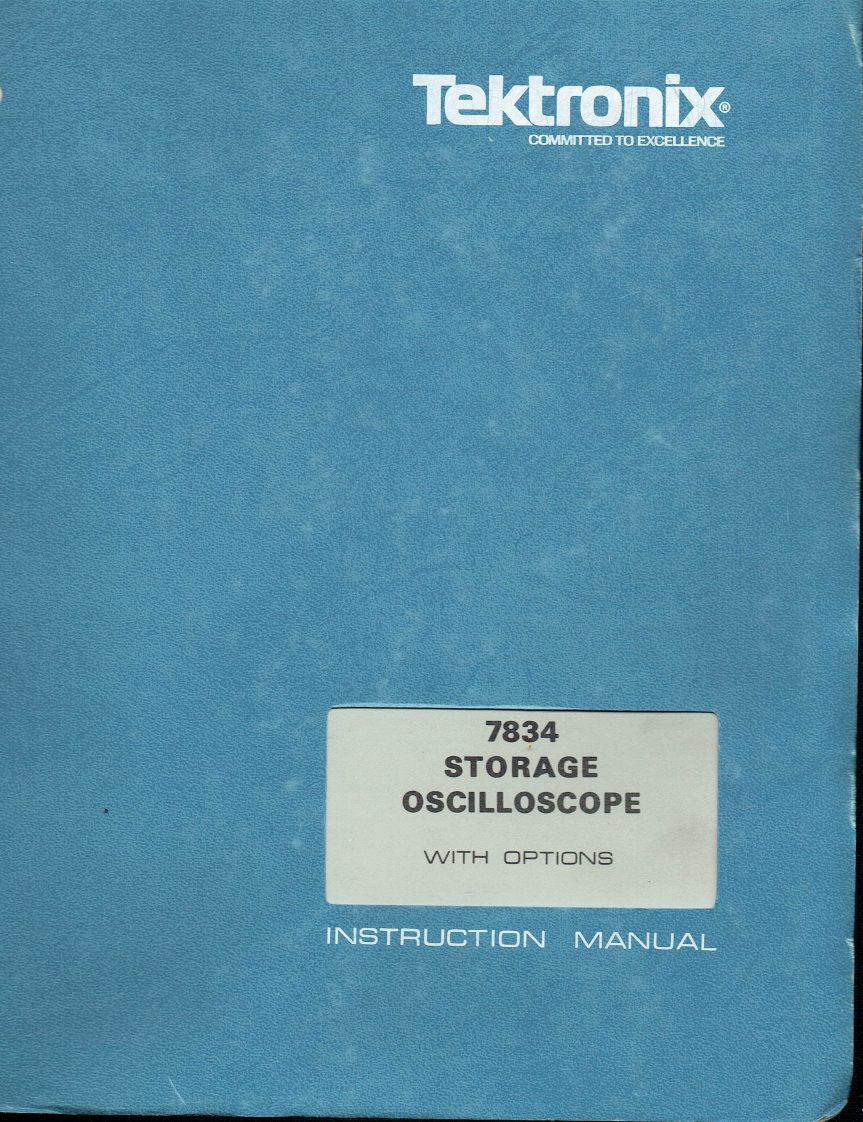 Tektronix®
COMMITTED TO EXCELLENCE
7834
STORAGE
OSCILLOSCOPE
WITH OPTIONS
INSTRUCTION MANUAL